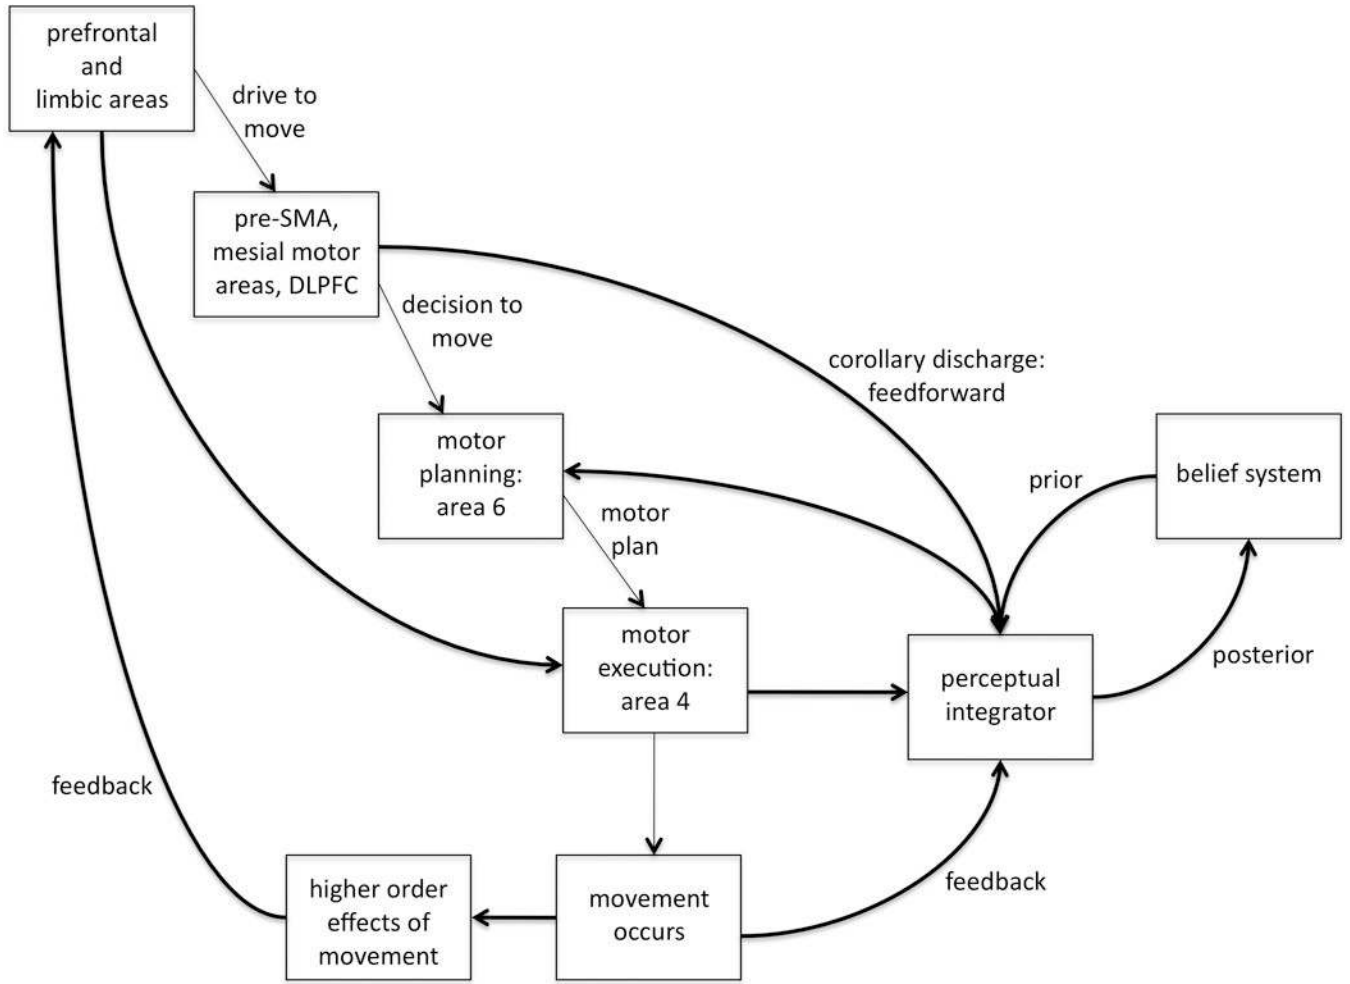 prefrontal
and
limbic areas
drive to
move
pre-SMA,
mesial motor
areas, DLPFC
decision to
move
corollary discharge:
feedforward
motor
planning:
area 6
prior
belief system
motor
plan
motor
execution:
area 4
perceptual
integrator
posterior
feedback
higher order
effects of
movement
movement
occurs
feedback